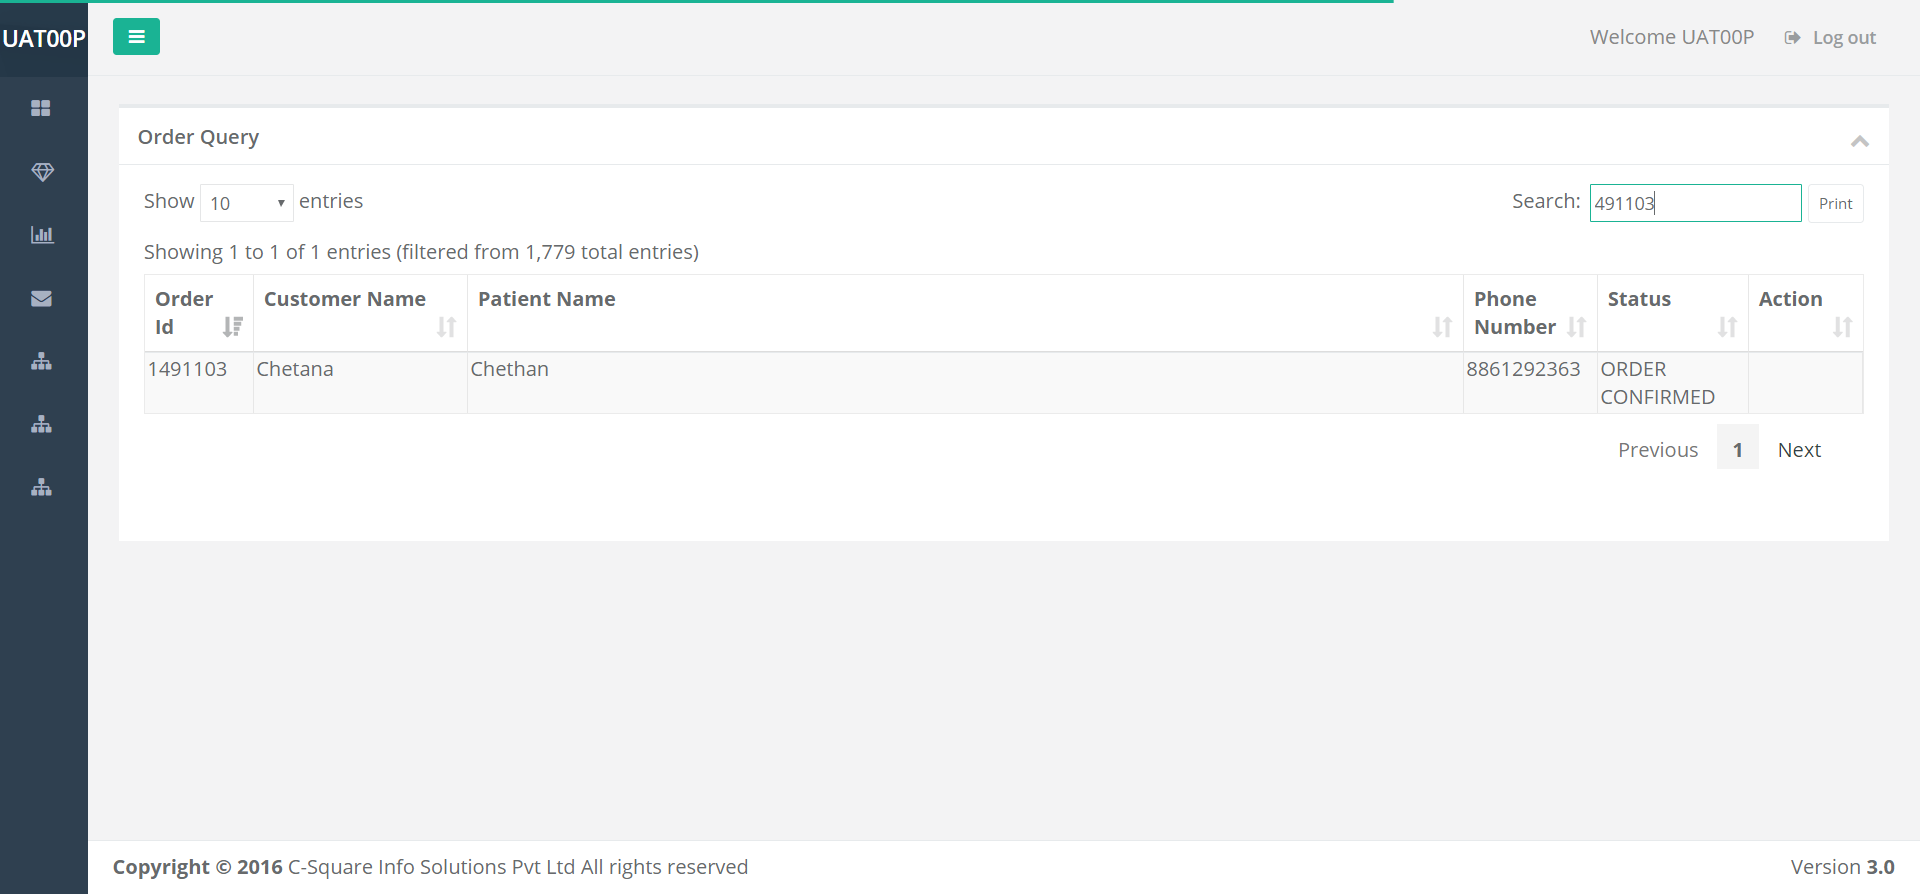 UAT00P
Welcome UAT00P Log out
Order Query
Show 10 entries Search: 491103 Print
Showing 1 to 1 of 1 entries (filtered from 1,779 total entries)
Order Id Customer Name Patient Name Phone Number Status Action
1491103 Chetana Chethan 8861292363 ORDER CONFIRMED
Previous 1 Next
Copyright © 2016 C-Square Info Solutions Pvt Ltd All rights reserved Version 3.0